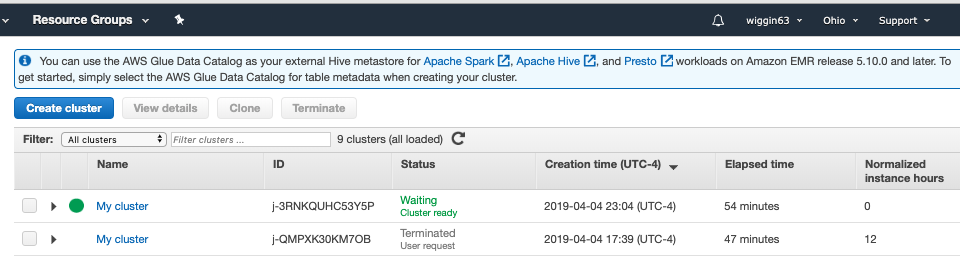 Resource Groups wiggin63 Ohio Support
You can use the AWS Glue Data Catalog as your external Hive metastore for Apache Spark, Apache Hive, and Presto workloads on Amazon EMR release 5.10.0 and later. To
get started, simply select the AWS Glue Data Catalog for table metadata when creating your cluster.
Create cluster View details Clone Terminate
Filter: All clusters Filter clusters ... 9 clusters (all loaded)
Name ID Status Creation time (UTC-4) Elapsed time Normalized
instance hours
My cluster j-3RNKQUHC53Y5P Waiting 2019-04-04 23:04 (UTC-4) 54 minutes 0
Cluster ready
My cluster j-QMPXK30KM7OB Terminated 2019-04-04 17:39 (UTC-4) 47 minutes 12
User request